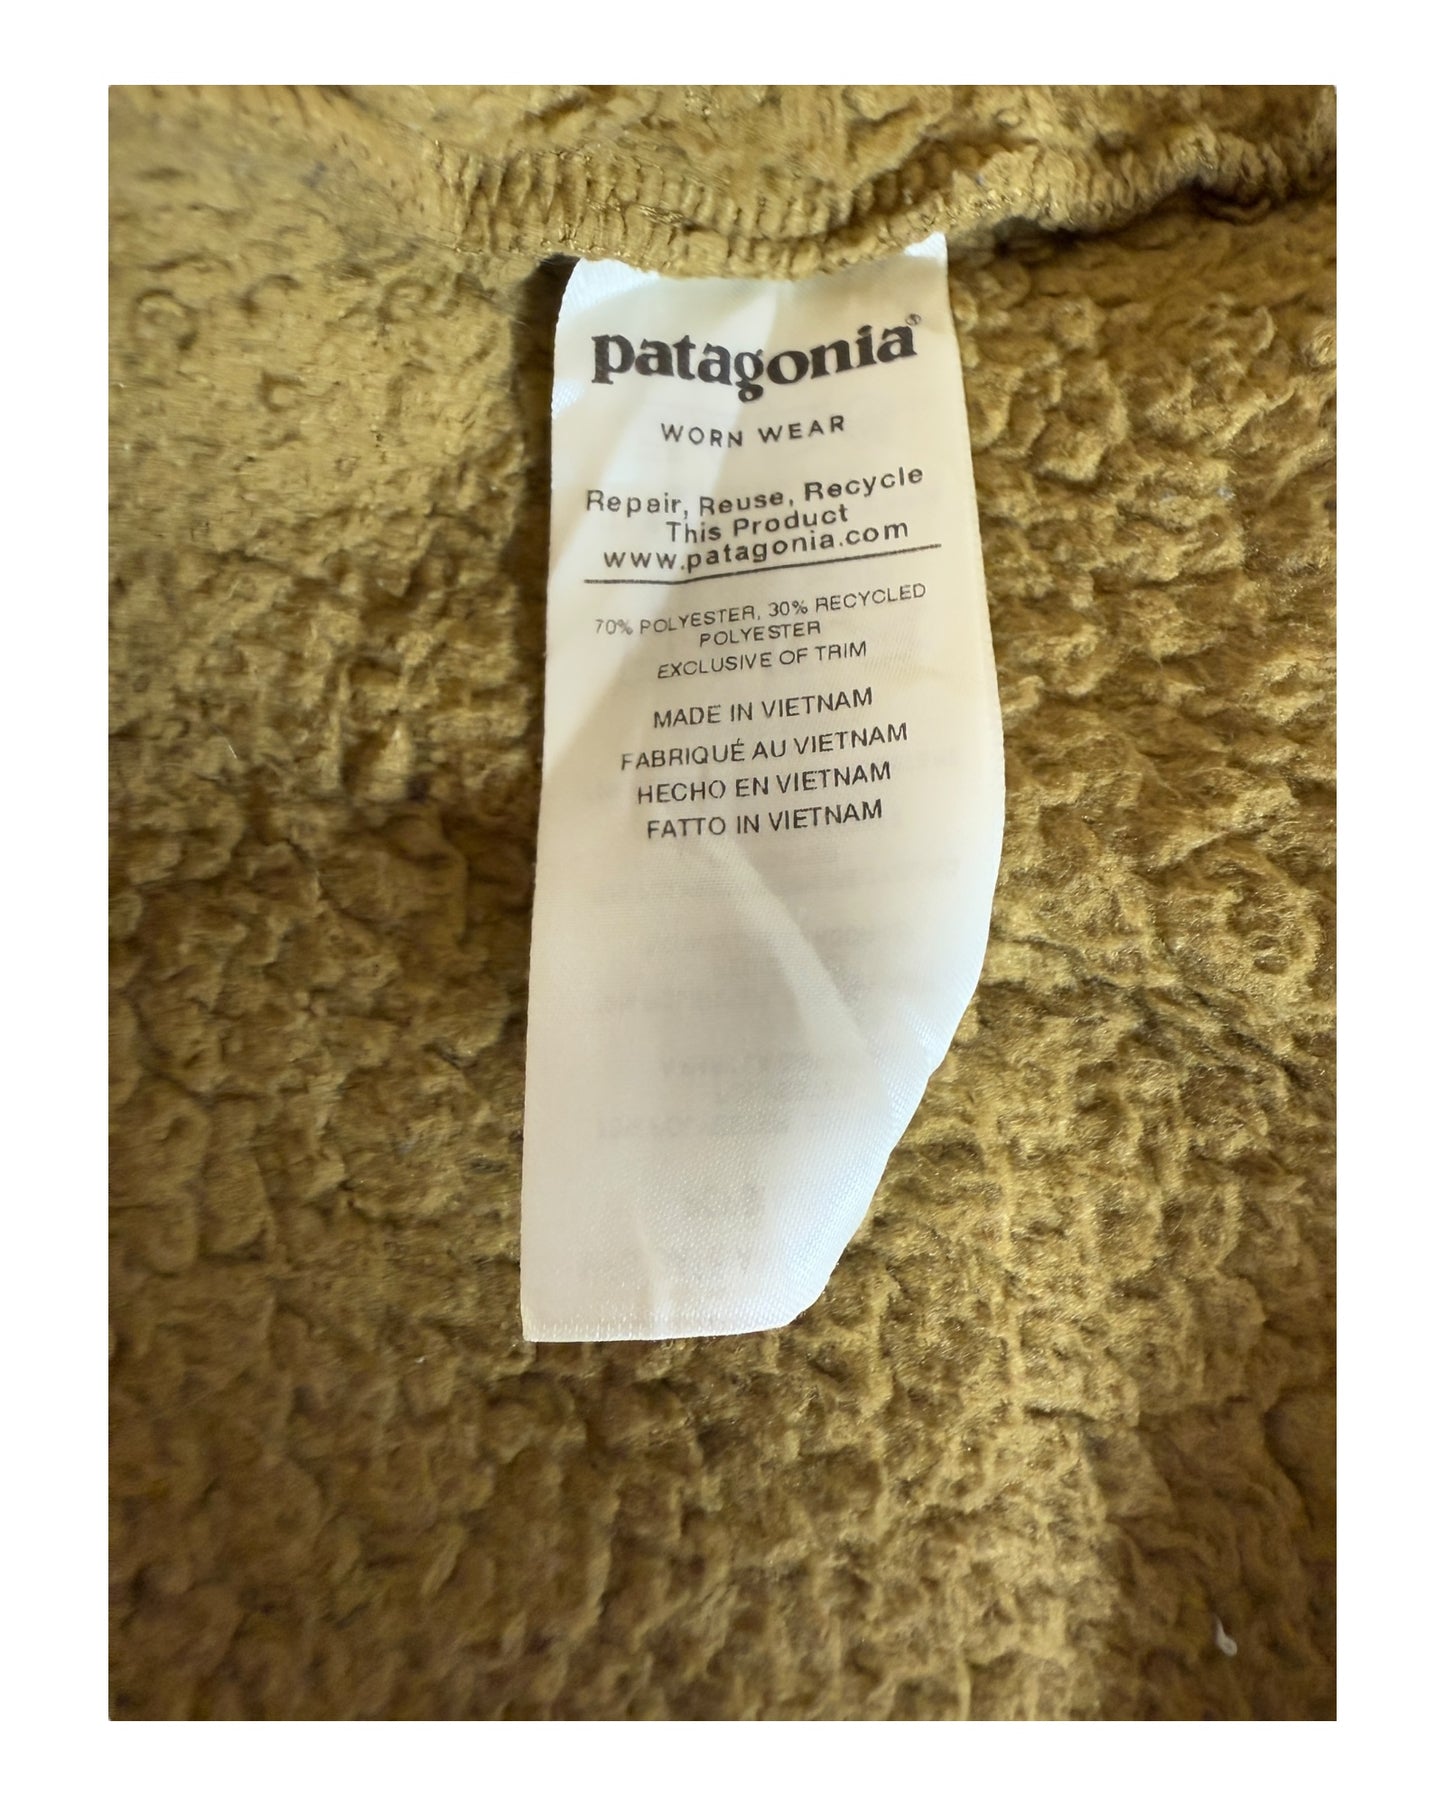 patagonia®
WORN WEAR
Repair, Reuse, Recycle
This Product
www.patagonia.com
70% POLYESTER, 30% RECYCLED
POLYESTER
EXCLUSIVE OF TRIM
MADE IN VIETNAM
FABRIQUÉ AU VIETNAM
HECHO EN VIETNAM
FATTO IN VIETNAM